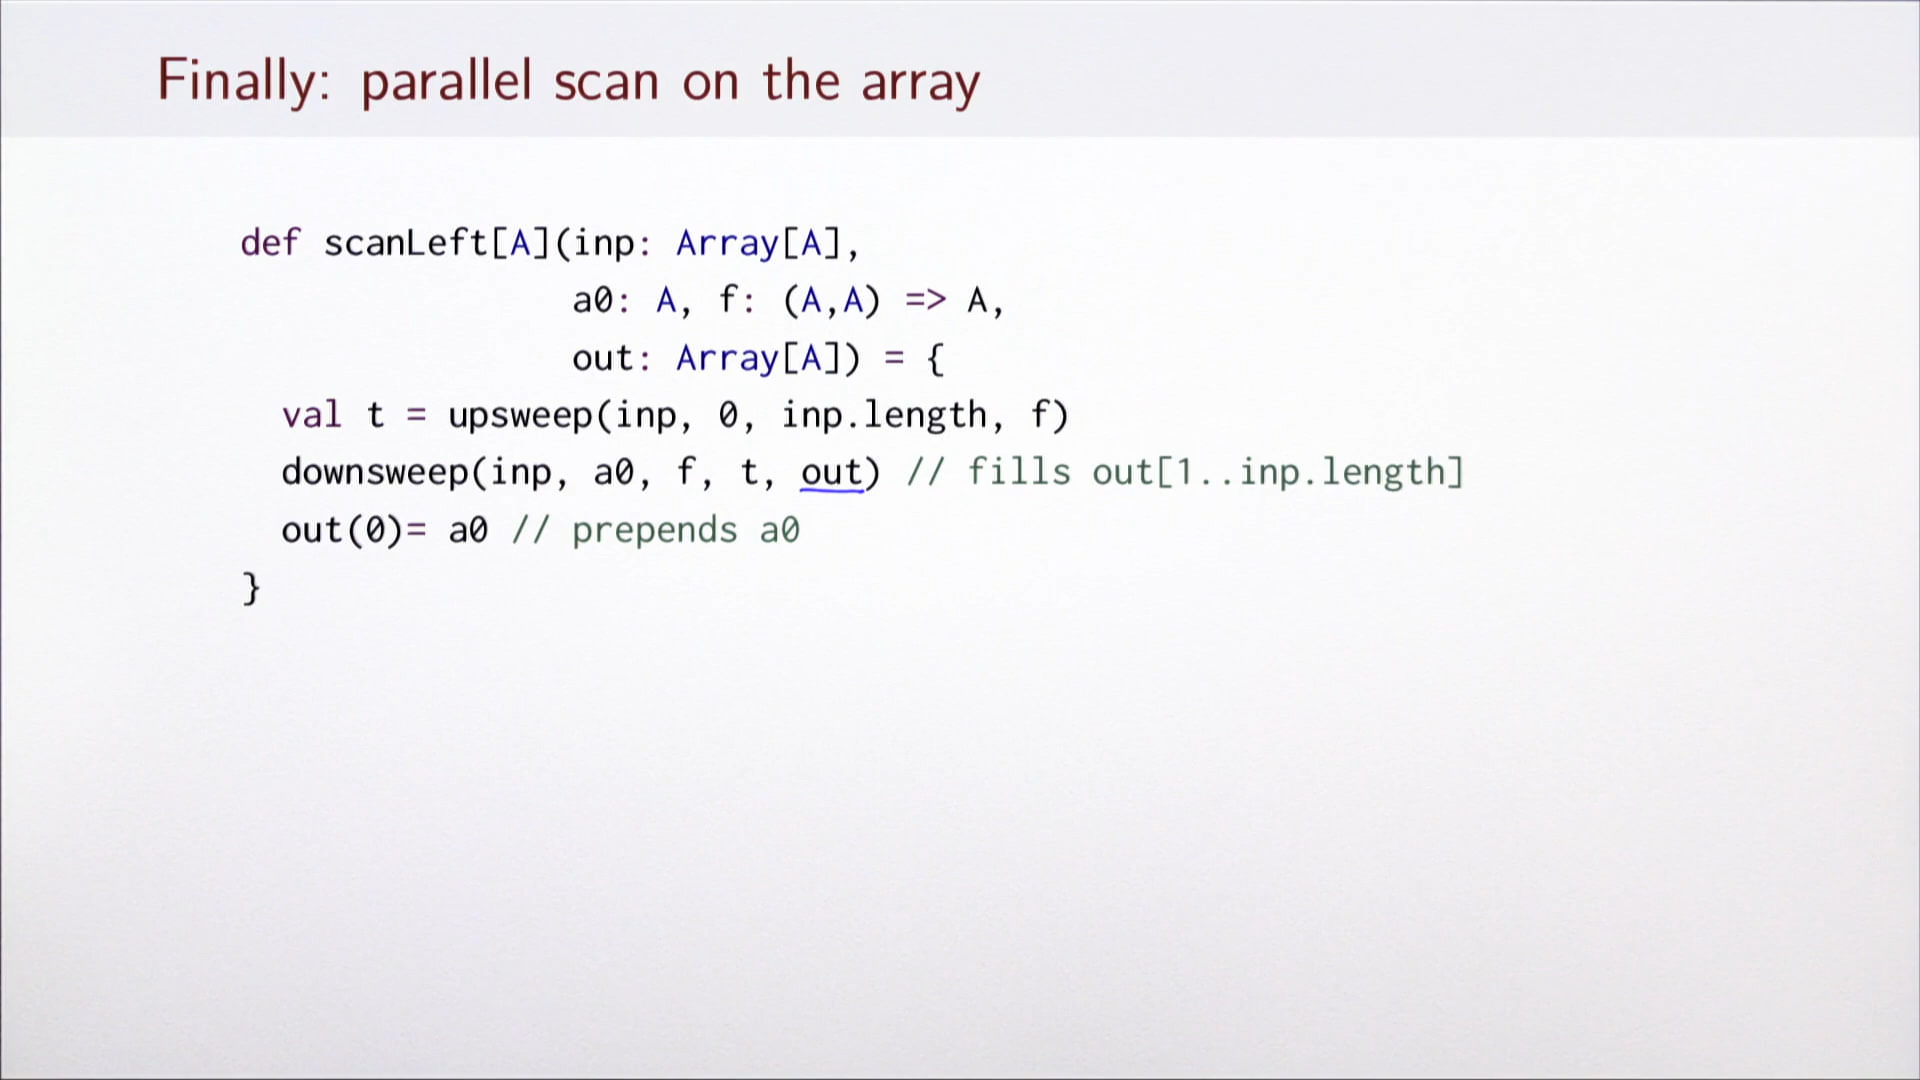 Finally: parallel scan on the array
def scanLeft[A](inp: Array[A],
a0: A, f: (A,A) => A,
out: Array[A]) = {
val t = upsweep(inp, 0, inp.length, f)
downsweep(inp, a0, f, t, out) // fills out[1..inp.length]
out(0)= a0 // prepends a0
}